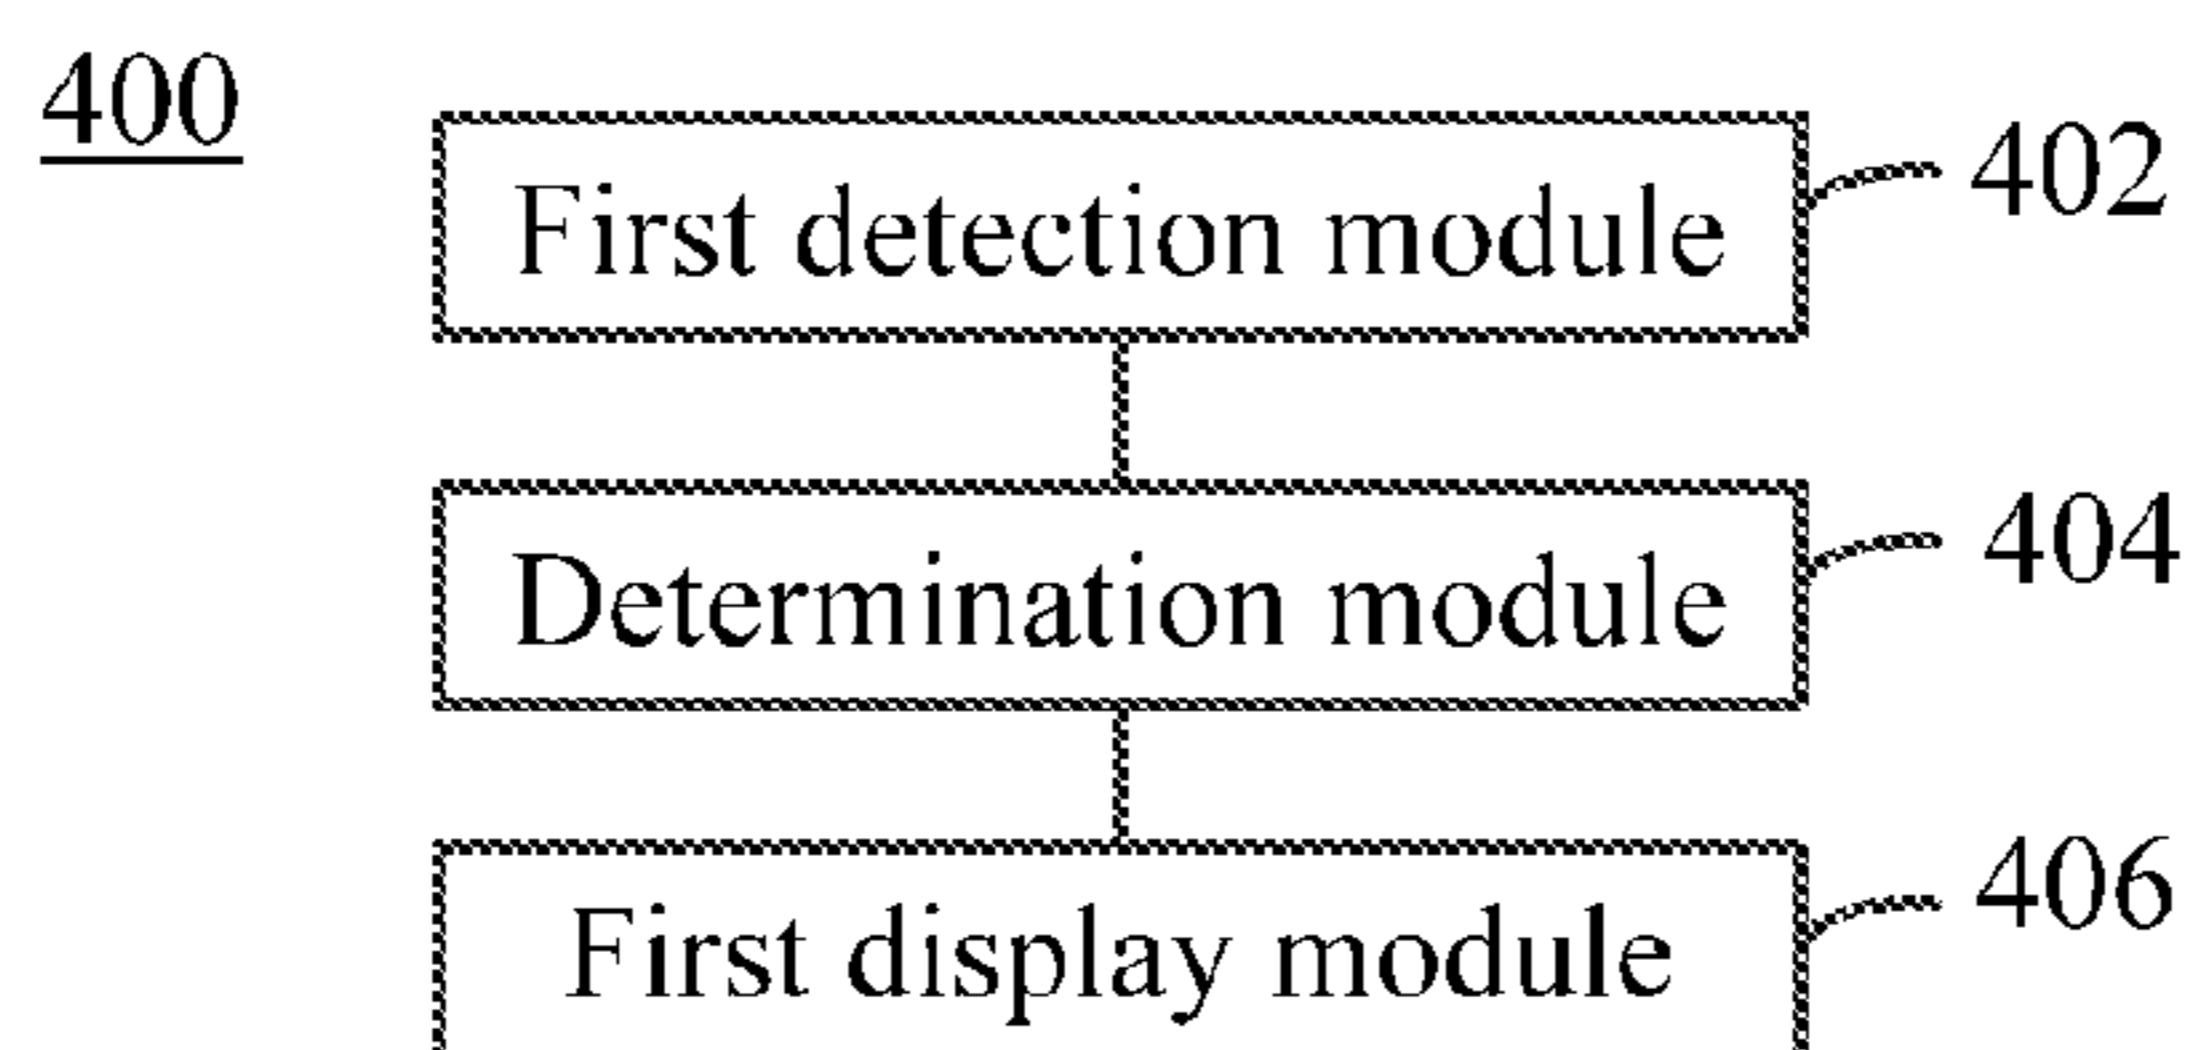 400
First detection module
402
Determination module
404
First display module
406